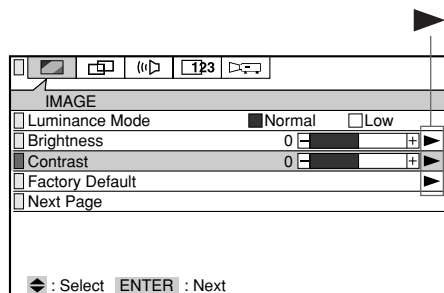 123
IMAGE
Luminance Mode Normal Low
Brightness 0 - +
Contrast 0 - +
Factory Default
Next Page
: Select ENTER : Next